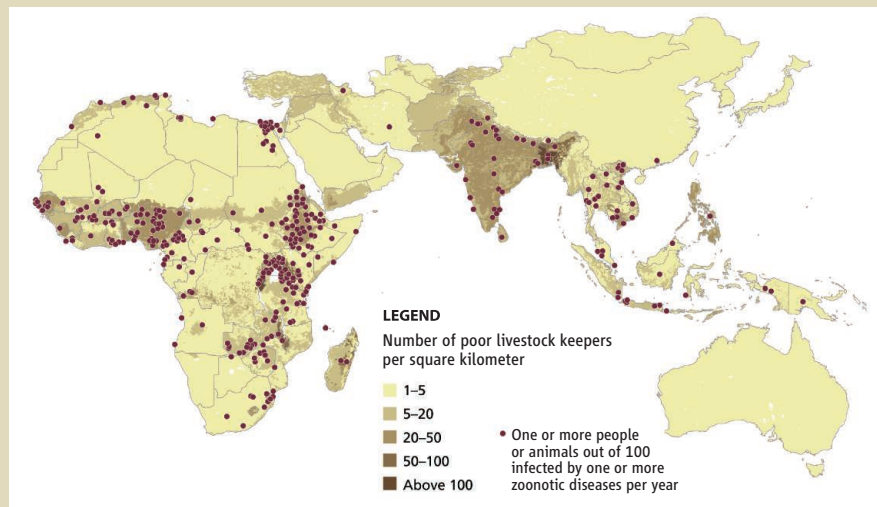 LEGEND
Number of poor livestock keepers
per square kilometer
1–5
5–20
20–50
50–100
Above 100
One or more people
or animals out of 100
infected by one or more
zoonotic diseases per year